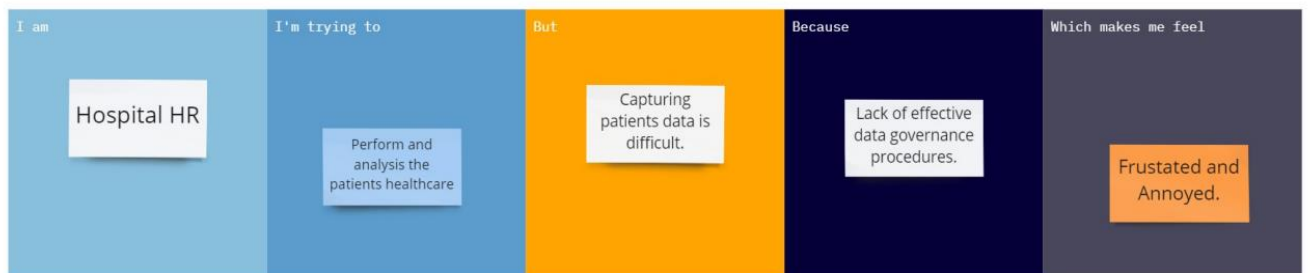 I am
Hospital HR
I'm trying to
Perform and
analysis the
patients healthcare
But
Capturing
patients data is
difficult.
Because
Lack of effective
data governance
procedures.
Which makes me feel
Frustated and
Annoyed.